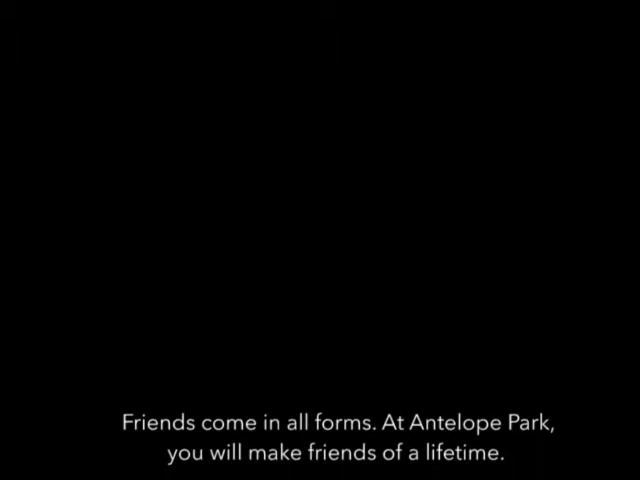 Friends come in all forms. At Antelope Park,
you will make friends of a lifetime.